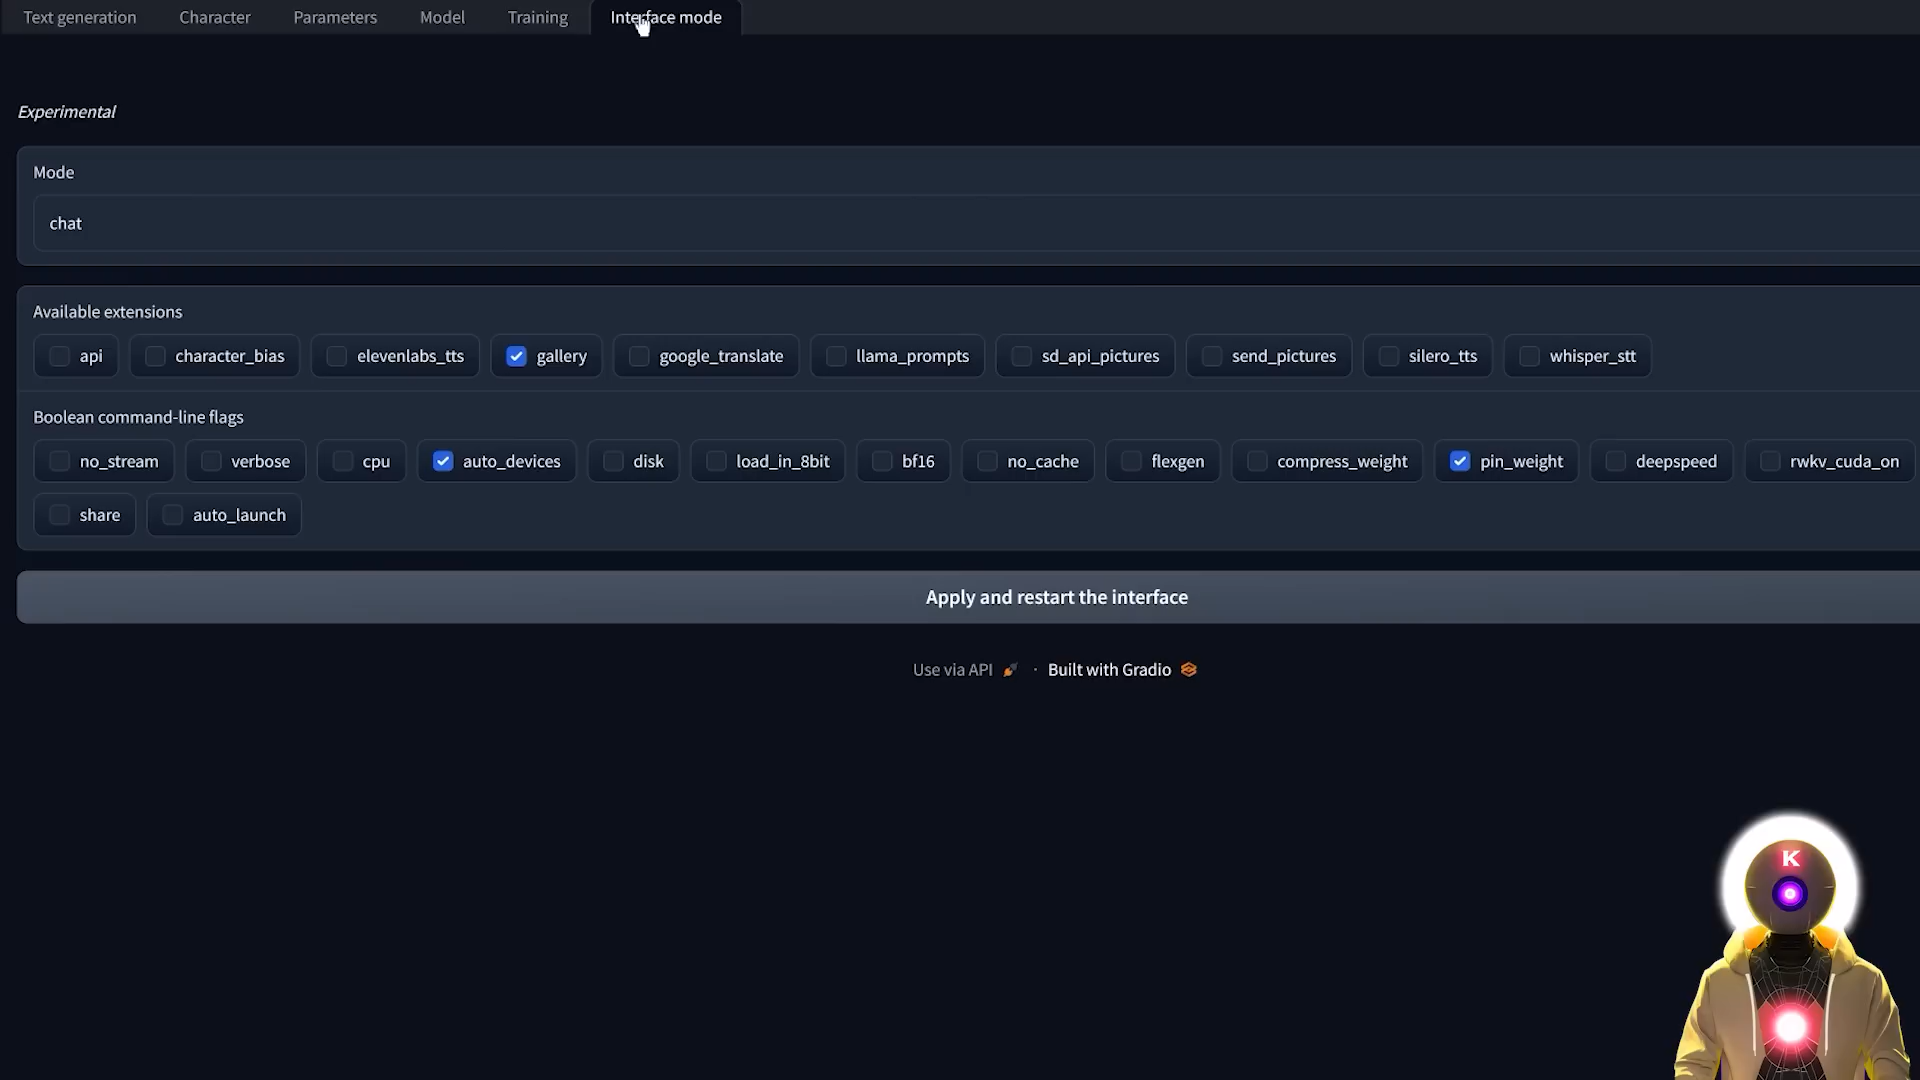 Text generation Character Parameters Model Training Interface mode
Experimental
Mode
chat
Available extensions
api character_bias elevenlabs_tts gallery google_translate llama_prompts sd_api_pictures send_pictures silero_tts whisper_stt
Boolean command-line flags
no_stream verbose cpu auto_devices disk load_in_8bit bf16 no_cache flexgen compress_weight pin_weight deepspeed rwkv_cuda_on
share auto_launch
Apply and restart the interface
Use via API · Built with Gradio
K